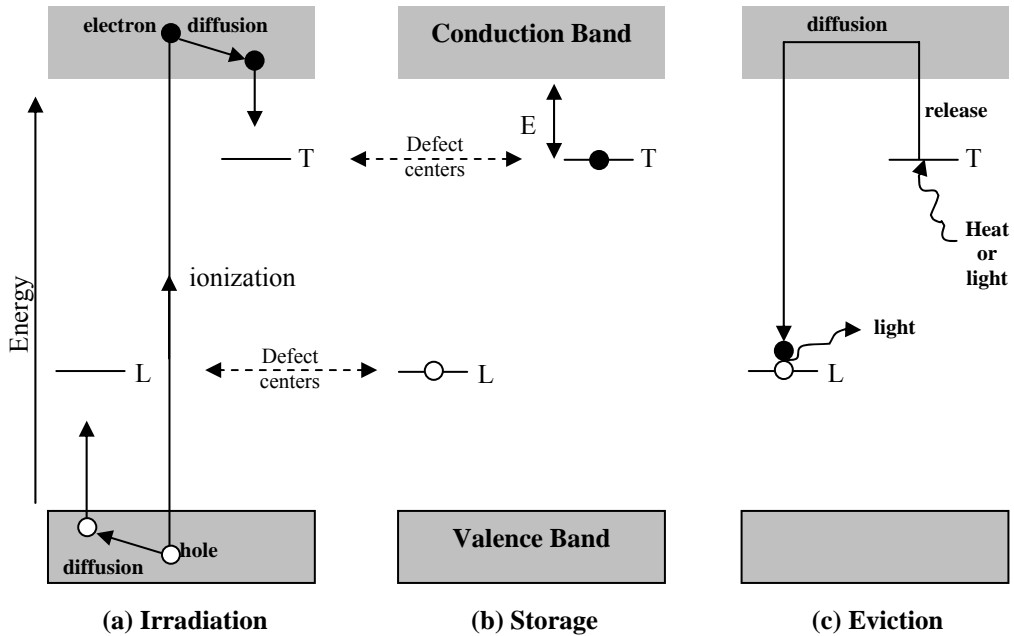 electron diffusion
T
ionization
Energy
L
hole
diffusion
(a) Irradiation
Defect
centers
Defect
centers
Conduction Band
E
T
L
Valence Band
(b) Storage
diffusion
release
T
Heat
or
light
light
L
(c) Eviction